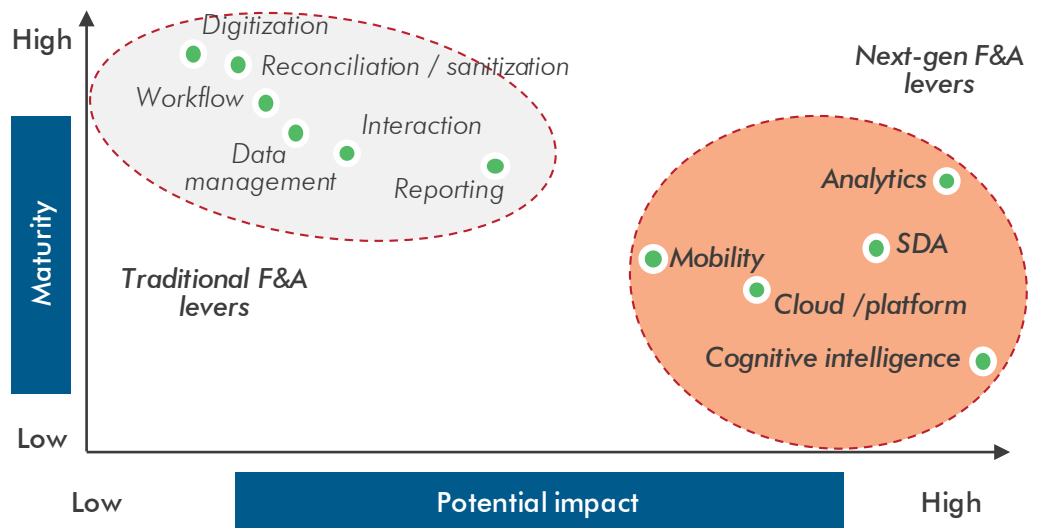 High
Digitization
Reconciliation / sanitization
Workflow
Interaction
Data
management
Reporting
Next-gen F&A
levers
Analytics
SDA
Mobility
Cloud /platform
Cognitive intelligence
Traditional F&A
levers
Maturity
Low
Low
Potential impact
High